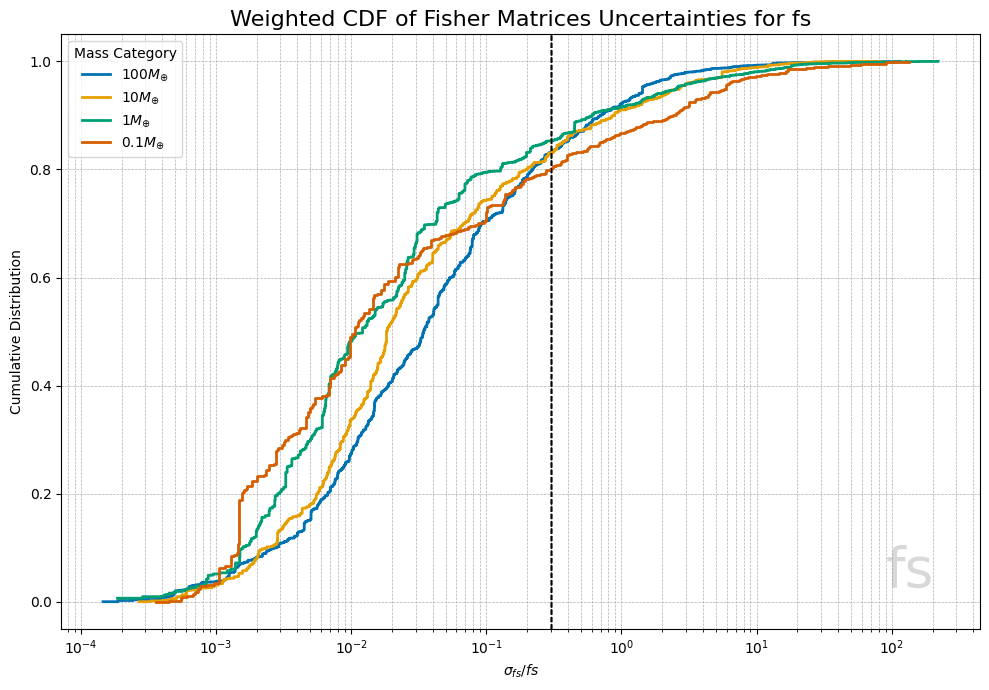 Weighted CDF of Fisher Matrices Uncertainties for fs
Mass Category
100M⊕
10M⊕
1M⊕
0.1M⊕
1.0
0.8
0.6
0.4
0.2
0.0
Cumulative Distribution
fs
10⁻⁴
10⁻³
10⁻²
10⁻¹
10⁰
10¹
10²
σ_fs/fs